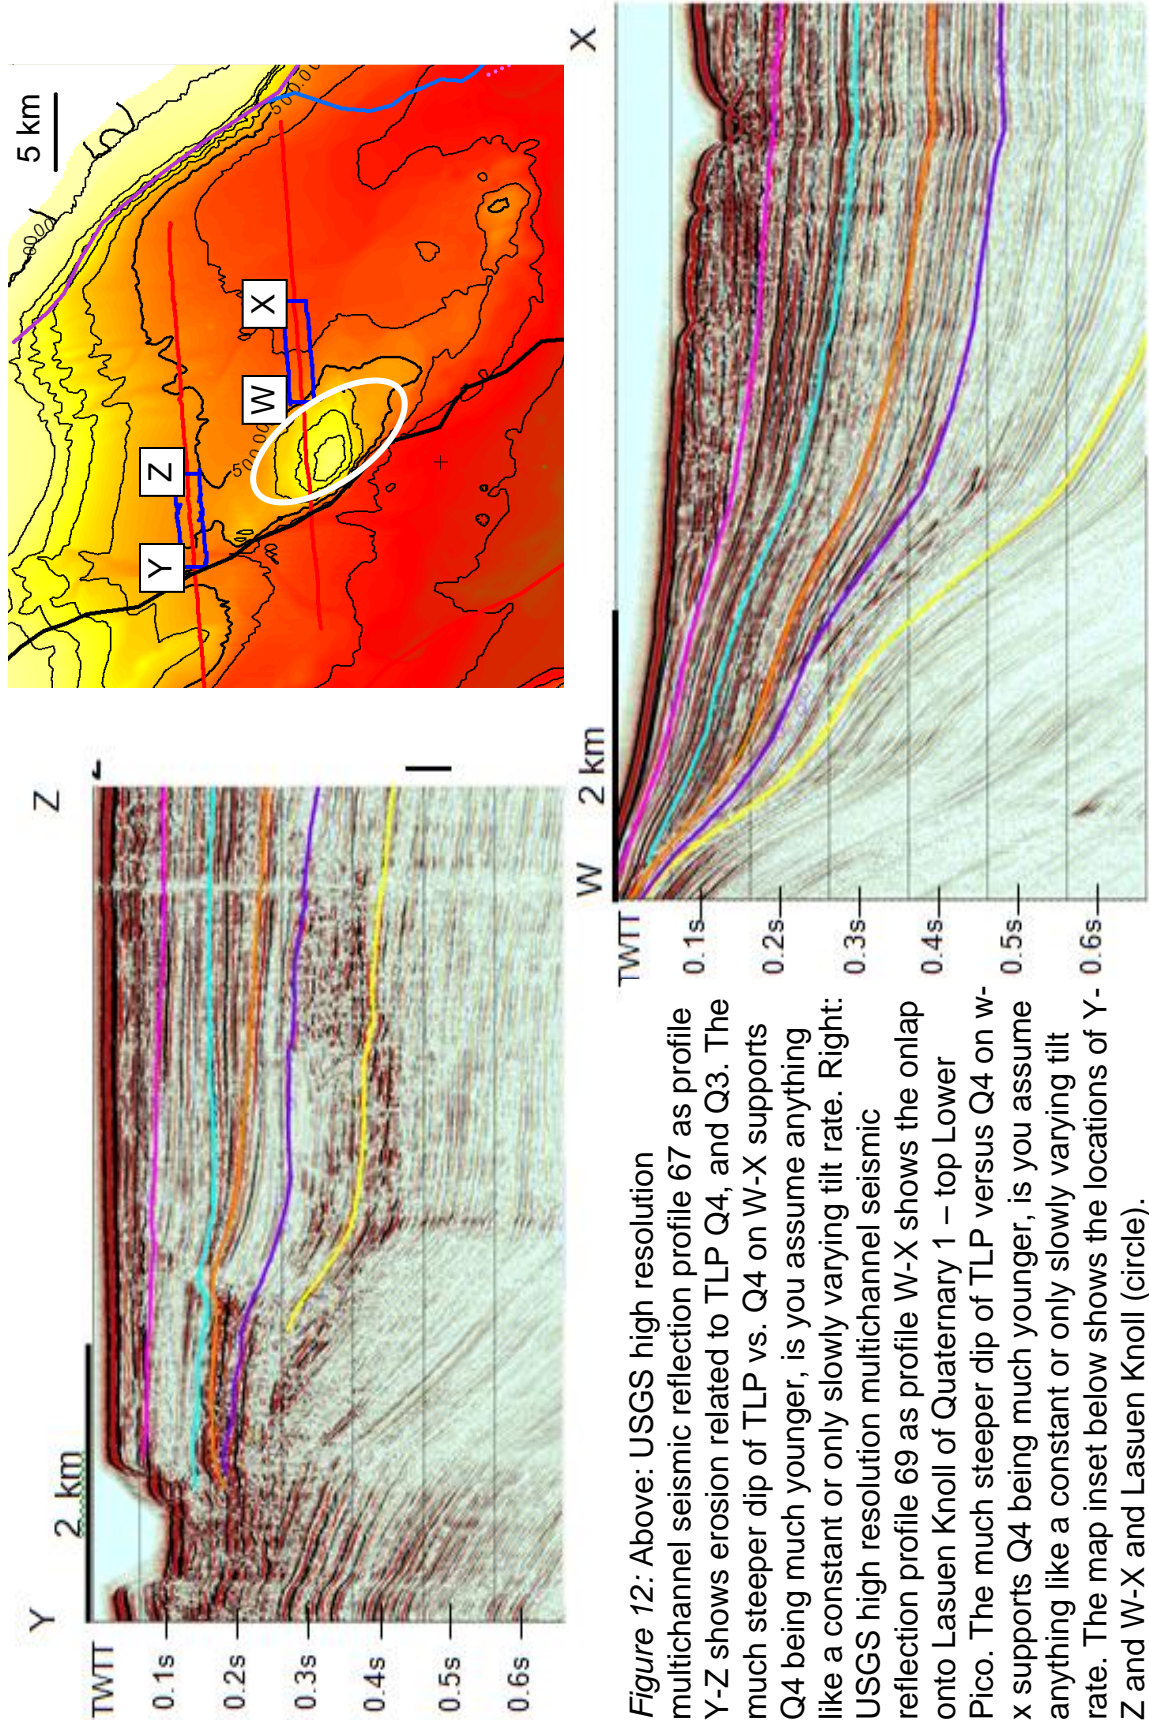 Y
2 km
Z
TWTT
0.1s
0.2s
0.3s
0.4s
0.5s
0.6s
5 km
500.00
0000
500.00
Y
Z
W
X
W
2 km
X
TWTT
0.1s
0.2s
0.3s
0.4s
0.5s
0.6s
Figure 12: Above: USGS high resolution
multichannel seismic reflection profile 67 as profile
Y-Z shows erosion related to TLP Q4, and Q3. The
much steeper dip of TLP vs. Q4 on W-X supports
Q4 being much younger, is you assume anything
like a constant or only slowly varying tilt rate. Right:
USGS high resolution multichannel seismic
reflection profile 69 as profile W-X shows the onlap
onto Lasuen Knoll of Quaternary 1 – top Lower
Pico. The much steeper dip of TLP versus Q4 on w-
x supports Q4 being much younger, is you assume
anything like a constant or only slowly varying tilt
rate. The map inset below shows the locations of Y-
Z and W-X and Lasuen Knoll (circle).